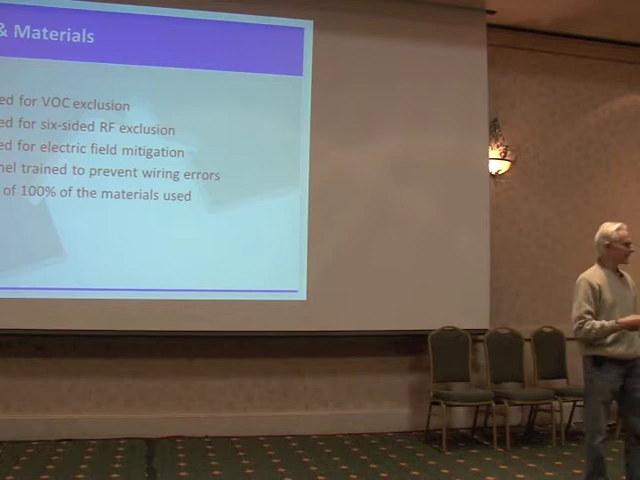 & Materials
ed for VOC exclusion
ed for six-sided RF exclusion
ed for electric field mitigation
nel trained to prevent wiring errors
of 100% of the materials used